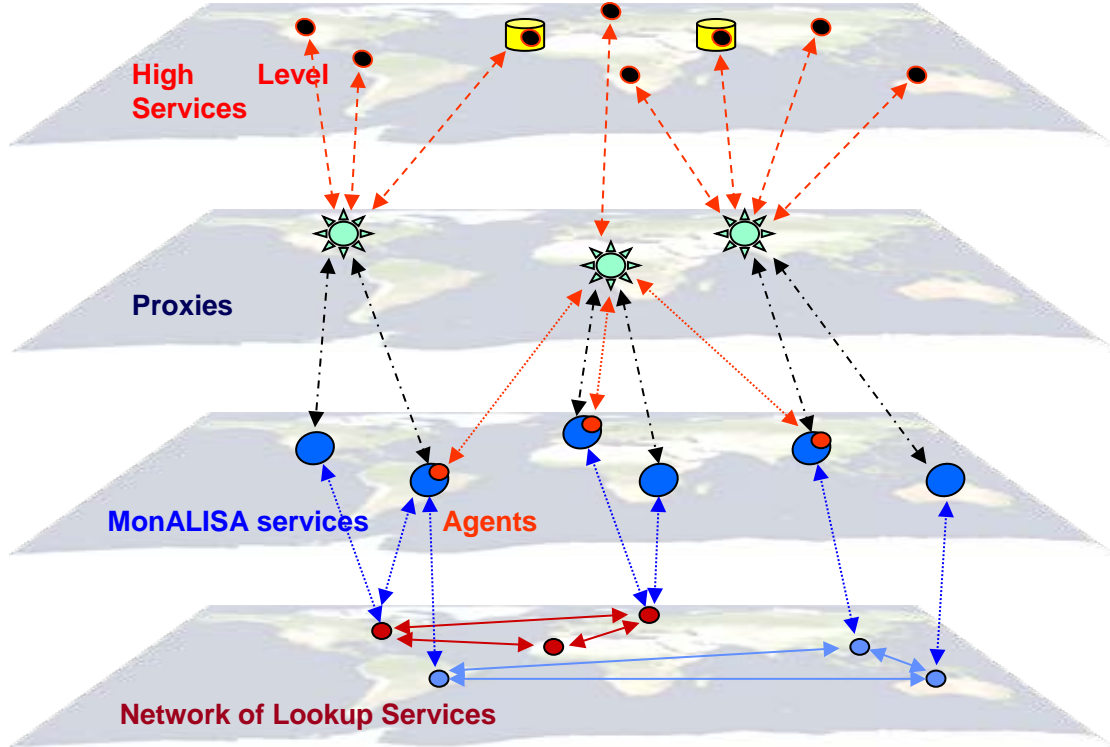 High Level
Services
Proxies
MonALISA services Agents
Network of Lookup Services